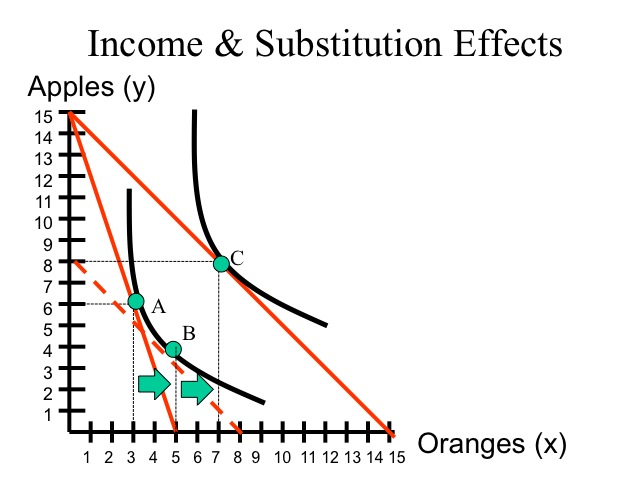 Income & Substitution Effects
Apples (y)
15
14
13
12
11
10
9
8
7
6
5
4
3
2
1
C
A
B
1 2 3 4 5 6 7 8 9 10 11 12 13 14 15
Oranges (x)